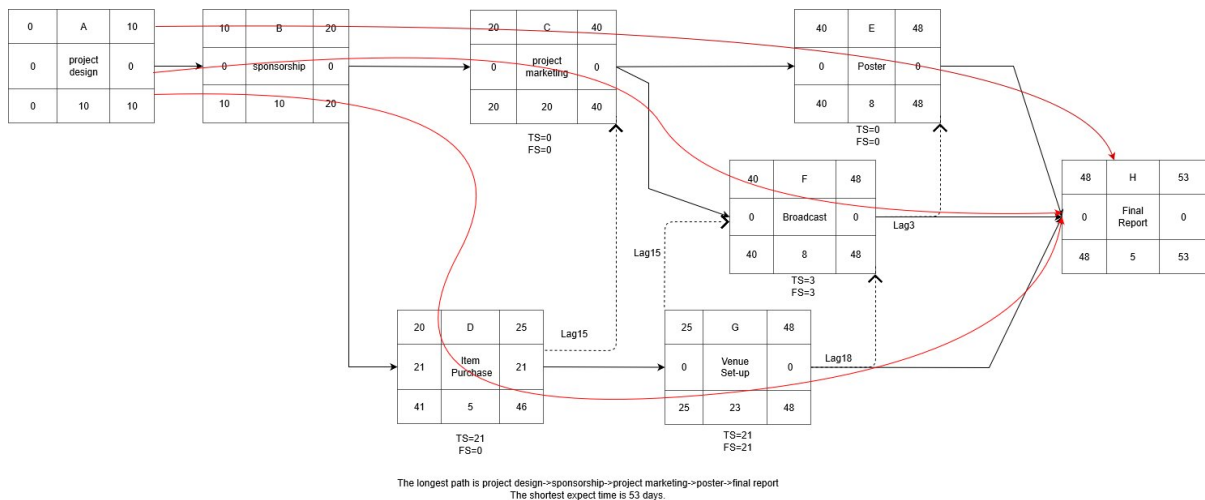 0 A 10
0 project design 0
0 10 10
10 B 20
0 sponsorship 0
10 10 20
20 C 40
0 project marketing 0
20 20 40
TS=0
FS=0
40 E 48
0 Poster 0
40 8 48
TS=0
FS=0
40 F 48
0 Broadcast 0
40 8 48
TS=3
FS=3
Lag3
Lag15
48 H 53
0 Final Report 0
48 5 53
20 D 25
21 Item Purchase 21
41 5 46
TS=21
FS=0
Lag15
25 G 48
0 Venue Set-up 0
25 23 48
TS=21
FS=21
Lag18
The longest path is project design->sponsorship->project marketing->poster->final report
The shortest expect time is 53 days.